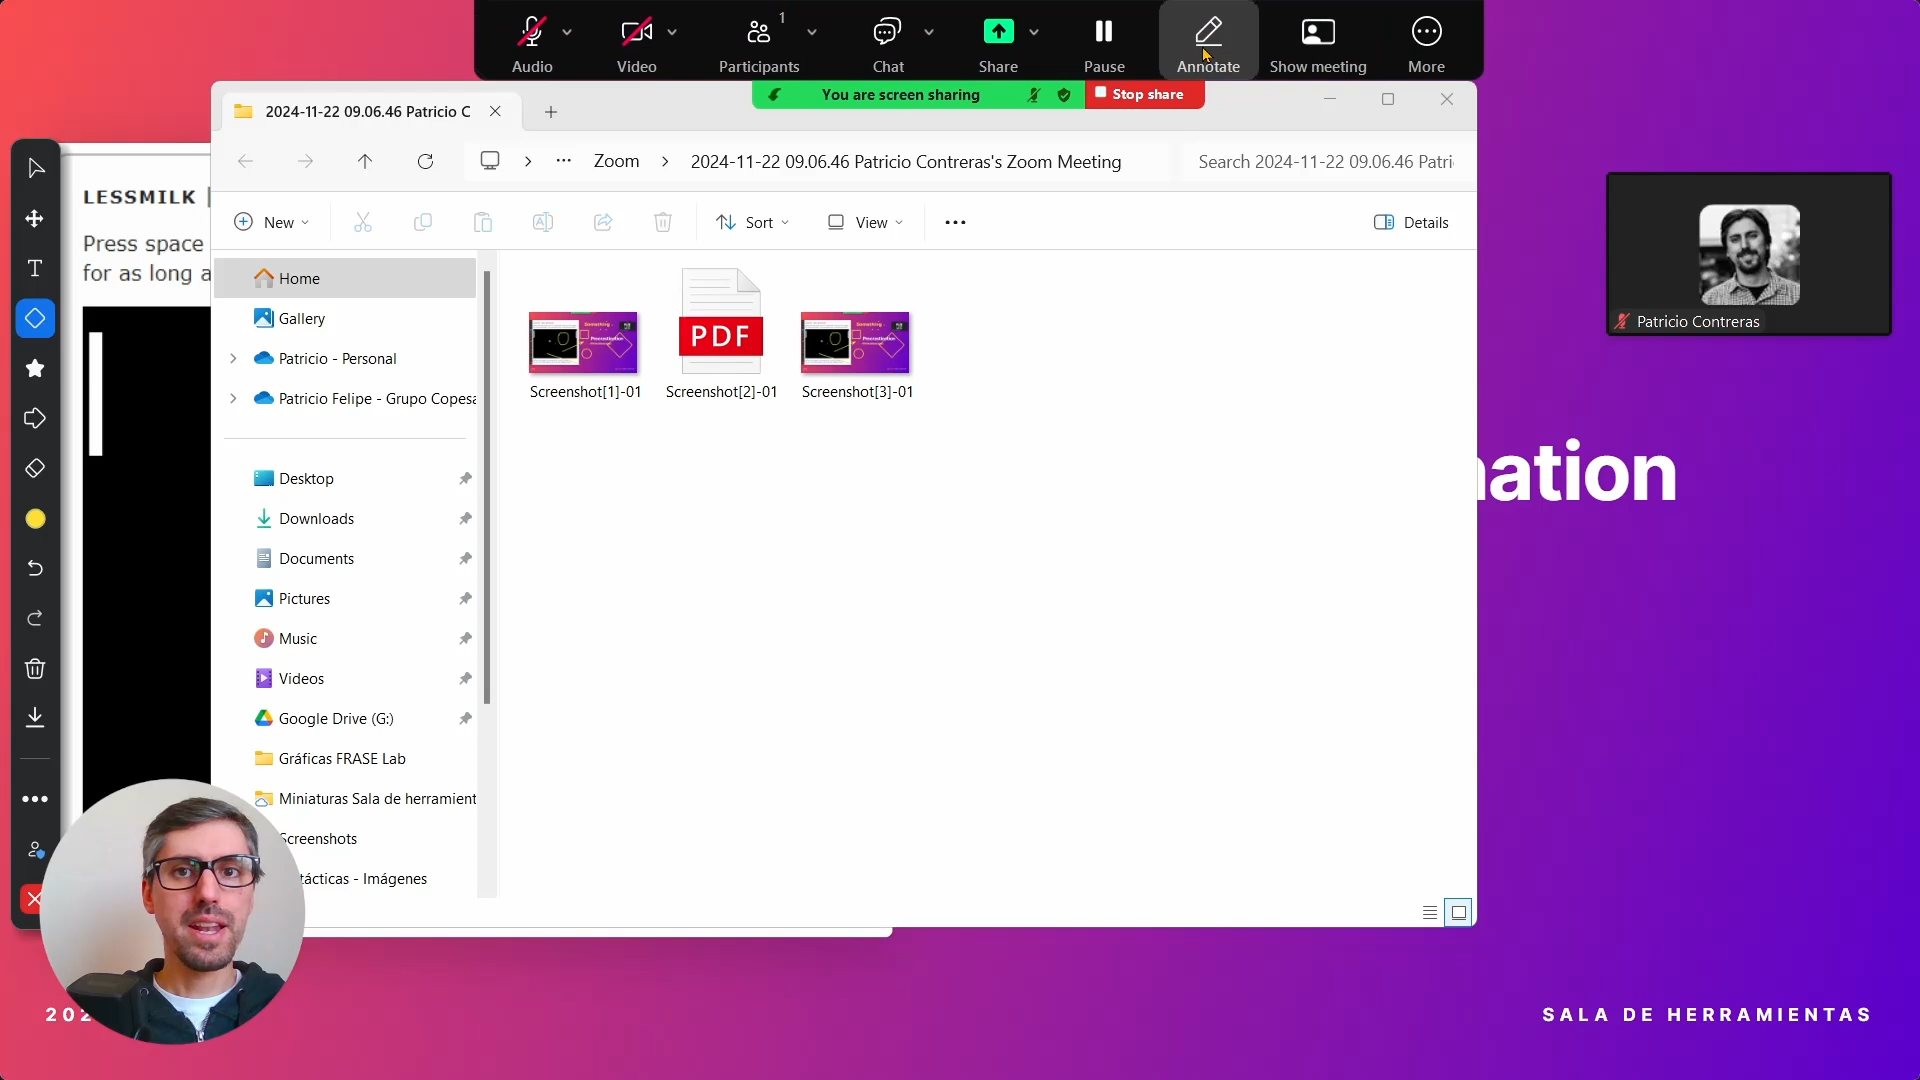 1
Audio
Video
Participants
Chat
Share
Pause
Annotate
Show meeting
More
You are screen sharing
Stop share
2024-11-22 09.06.46 Patricio C
Zoom
2024-11-22 09.06.46 Patricio Contreras's Zoom Meeting
Search 2024-11-22 09.06.46 Patri
New
Sort
View
Details
LESSMILK
Press space
for as long a
T
Home
Gallery
Patricio - Personal
Patricio Felipe - Grupo Copesa
Desktop
Downloads
Documents
Pictures
Music
Videos
Google Drive (G:)
Gráficas FRASE Lab
Miniaturas Sala de herramient
Screenshots
tácticas - Imágenes
PDF
Screenshot[1]-01
Screenshot[2]-01
Screenshot[3]-01
Patricio Contreras
ation
202
SALA DE HERRAMIENTAS